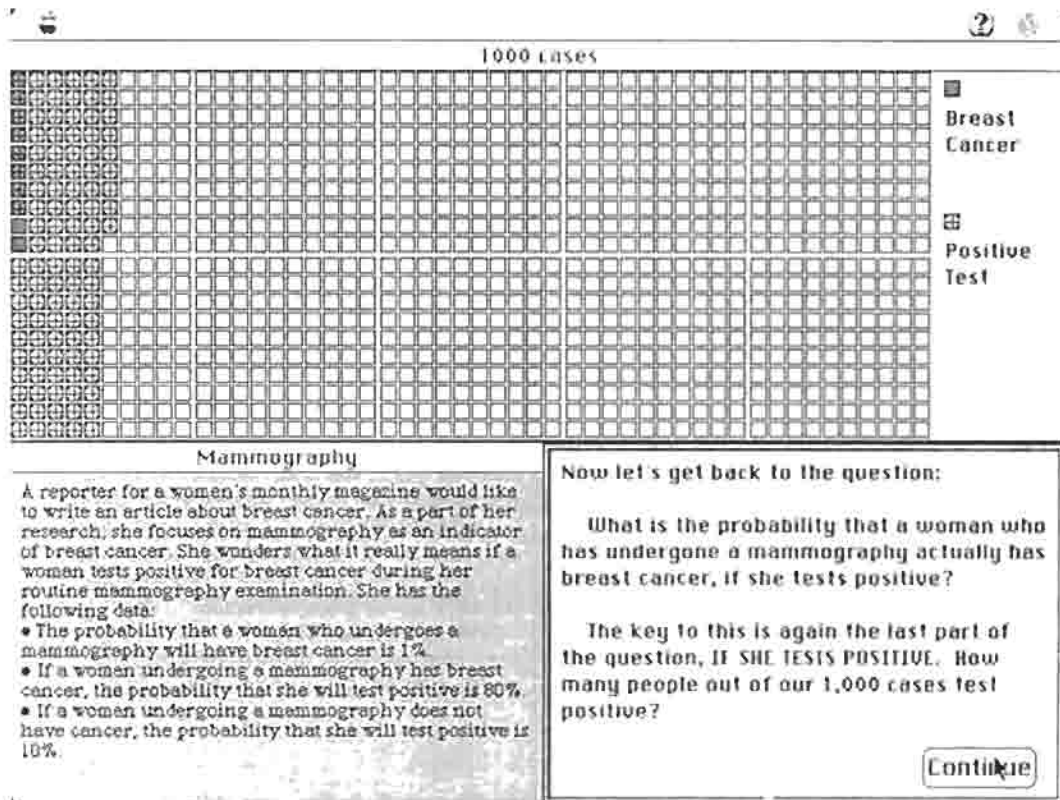 1000 cases
Breast
Cancer
Positive
Test
Mammography
A reporter for a women's monthly magazine would like
to write an article about breast cancer. As a part of her
research, she focuses on mammography as an indicator
of breast cancer. She wonders what it really means if a
woman tests positive for breast cancer during her
routine mammography examination. She has the
following data:
• The probability that a woman who undergoes a
mammography will have breast cancer is 1%
• If a woman undergoing a mammography has breast
cancer, the probability that she will test positive is 80%
• If a woman undergoing a mammography does not
have cancer, the probability that she will test positive is
10%.
Now let's get back to the question:
What is the probability that a woman who
has undergone a mammography actually has
breast cancer, if she tests positive?
The key to this is again the last part of
the question, IF SHE TESTS POSITIVE. How
many people out of our 1,000 cases test
positive?
Continue